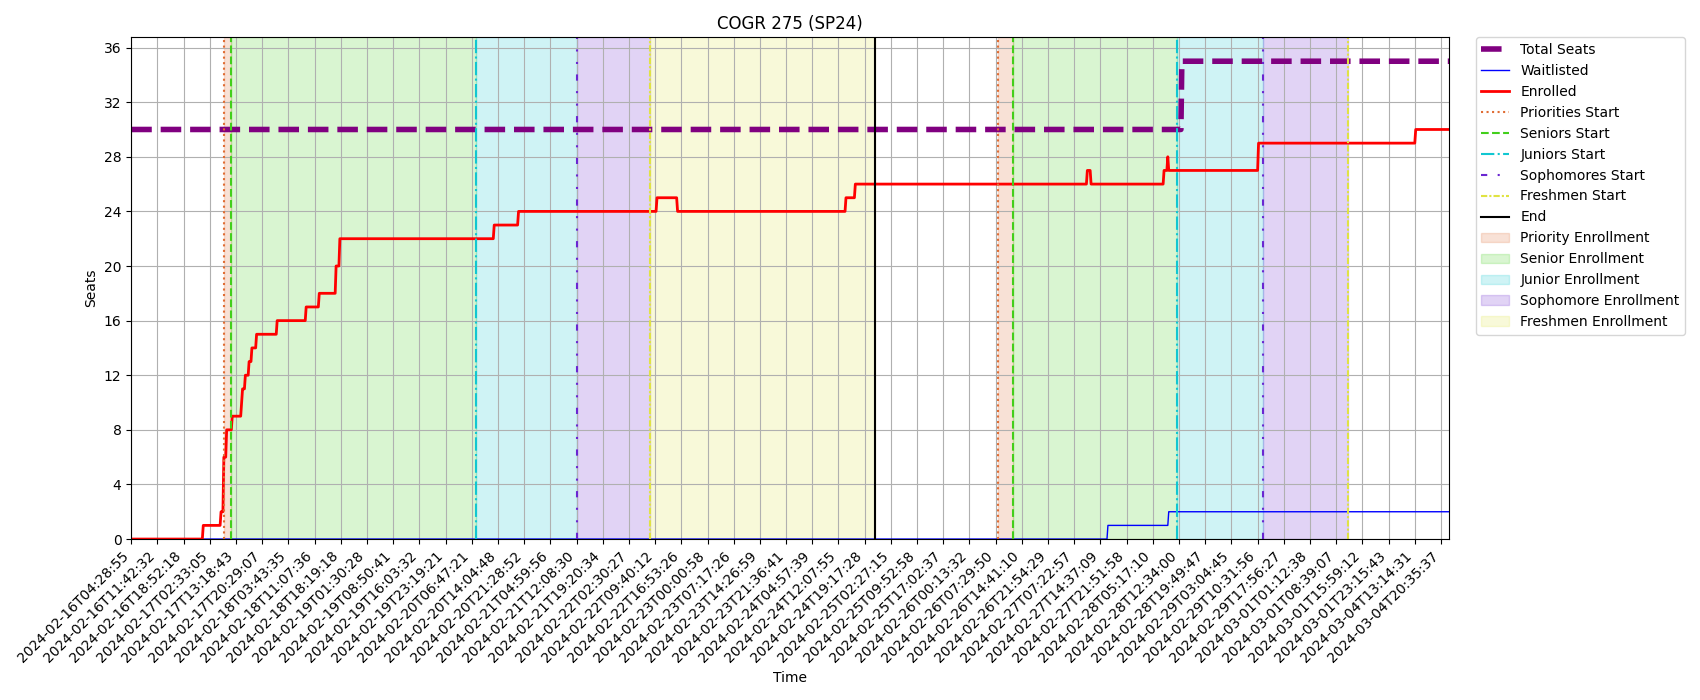 COGR 275 (SP24)
36
32
28
24
20
16
12
8
4
0
Seats
2024-02-16T04:28:55
2024-02-16T11:42:32
2024-02-16T18:52:18
2024-02-17T02:33:05
2024-02-17T13:18:43
2024-02-17T20:29:07
2024-02-18T03:43:35
2024-02-18T11:07:36
2024-02-18T18:19:18
2024-02-19T01:30:28
2024-02-19T08:50:41
2024-02-19T16:03:32
2024-02-19T23:19:21
2024-02-20T06:47:21
2024-02-20T14:04:48
2024-02-20T21:28:52
2024-02-21T04:59:56
2024-02-21T12:08:30
2024-02-21T19:20:34
2024-02-22T02:30:27
2024-02-22T09:40:12
2024-02-22T16:53:26
2024-02-23T00:00:58
2024-02-23T07:17:26
2024-02-23T14:26:59
2024-02-23T21:36:41
2024-02-24T04:57:39
2024-02-24T12:07:55
2024-02-24T19:17:28
2024-02-25T02:27:15
2024-02-25T09:52:58
2024-02-25T17:02:37
2024-02-26T00:13:32
2024-02-26T07:29:50
2024-02-26T14:41:10
2024-02-26T21:54:29
2024-02-27T07:22:57
2024-02-27T14:37:09
2024-02-27T21:51:58
2024-02-28T05:17:10
2024-02-28T12:34:00
2024-02-28T19:49:47
2024-02-29T03:04:45
2024-02-29T10:31:56
2024-02-29T17:56:27
2024-03-01T01:12:38
2024-03-01T08:39:07
2024-03-01T15:59:12
2024-03-01T23:15:43
2024-03-04T13:14:31
2024-03-04T20:35:37
Time
Total Seats
Waitlisted
Enrolled
Priorities Start
Seniors Start
Juniors Start
Sophomores Start
Freshmen Start
End
Priority Enrollment
Senior Enrollment
Junior Enrollment
Sophomore Enrollment
Freshmen Enrollment